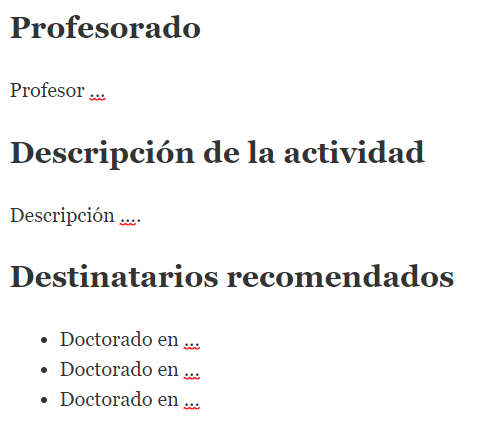 Profesorado
Profesor ...
Descripción de la actividad
Descripción ....
Destinatarios recomendados
• Doctorado en ...
• Doctorado en ...
• Doctorado en ...